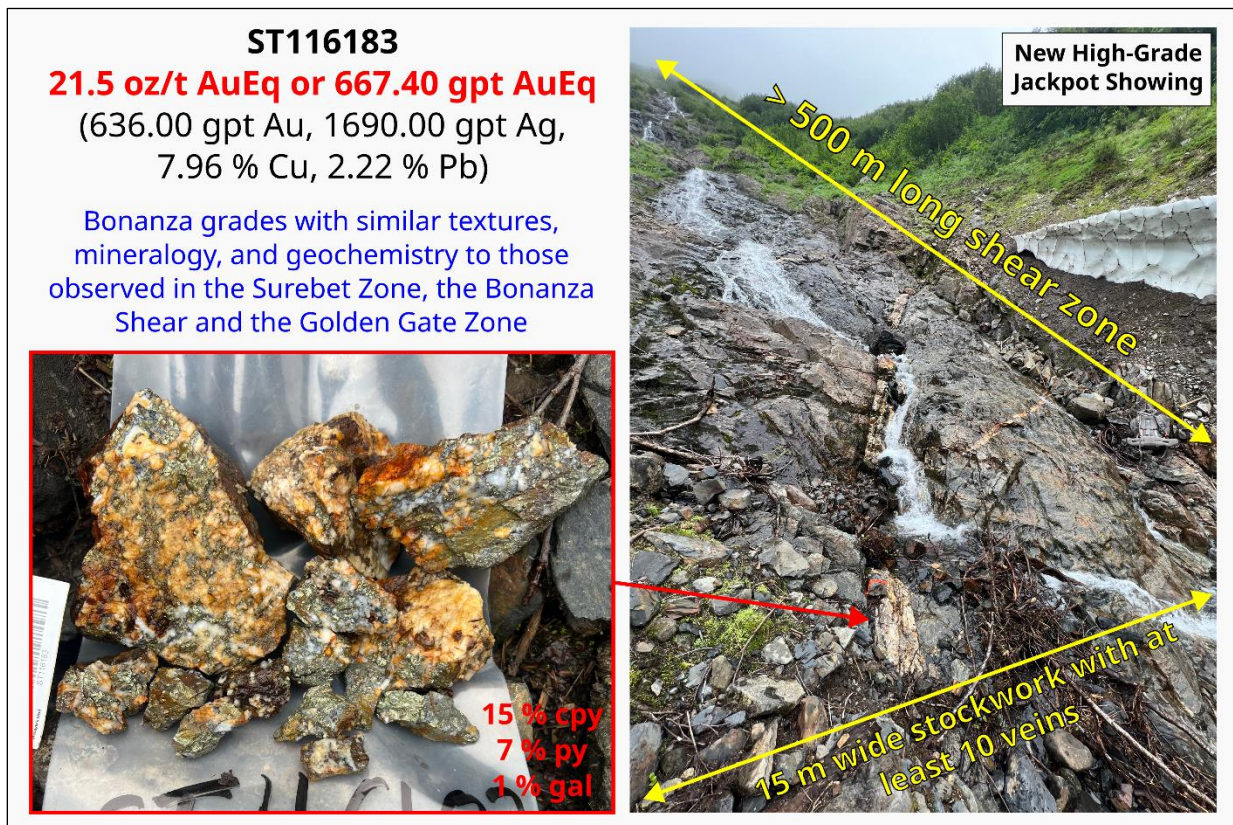 ST116183
21.5 oz/t AuEq or 667.40 gpt AuEq
(636.00 gpt Au, 1690.00 gpt Ag,
7.96 % Cu, 2.22 % Pb)
Bonanza grades with similar textures,
mineralogy, and geochemistry to those
observed in the Surebet Zone, the Bonanza
Shear and the Golden Gate Zone
ST116183
15 % cpy
7 % py
1 % gal
New High-Grade
Jackpot Showing
> 500 m long shear zone
15 m wide stockwork with at
least 10 veins